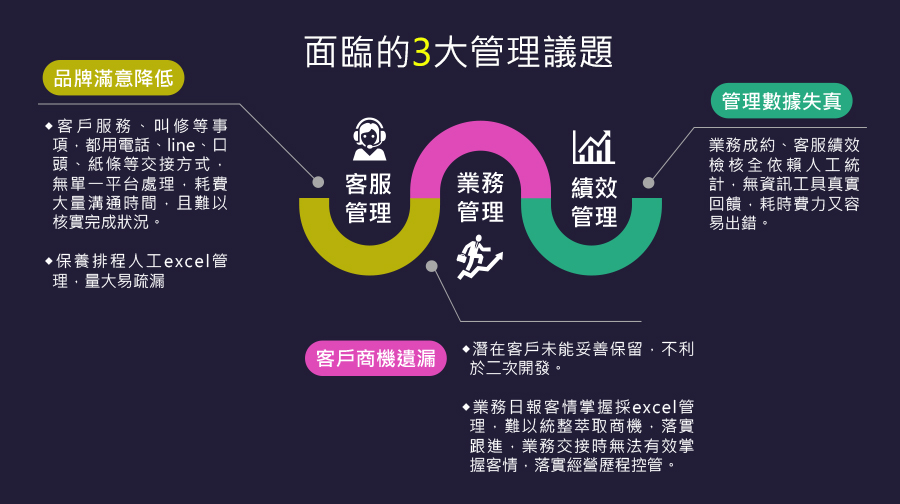 面臨的3大管理議題
品牌滿意降低
◆客戶服務、叫修等事
項，都用電話、line、口
頭、紙條等交接方式，
無單一平台處理，耗費
大量溝通時間，且難以
核實完成狀況。
◆保養排程人工excel管
理，量大易疏漏
客服
管理
業務
管理
績效
管理
管理數據失真
業務成約、客服績效
檢核全依賴人工統
計，無資訊工具真實
回饋，耗時費力又容
易出錯。
客戶商機遺漏
◆潛在客戶未能妥善保留，不利
於二次開發。
◆業務日報客情掌握採excel管
理，難以統整萃取商機，落實
跟進，業務交接時無法有效掌
握客情，落實經營歷程控管。